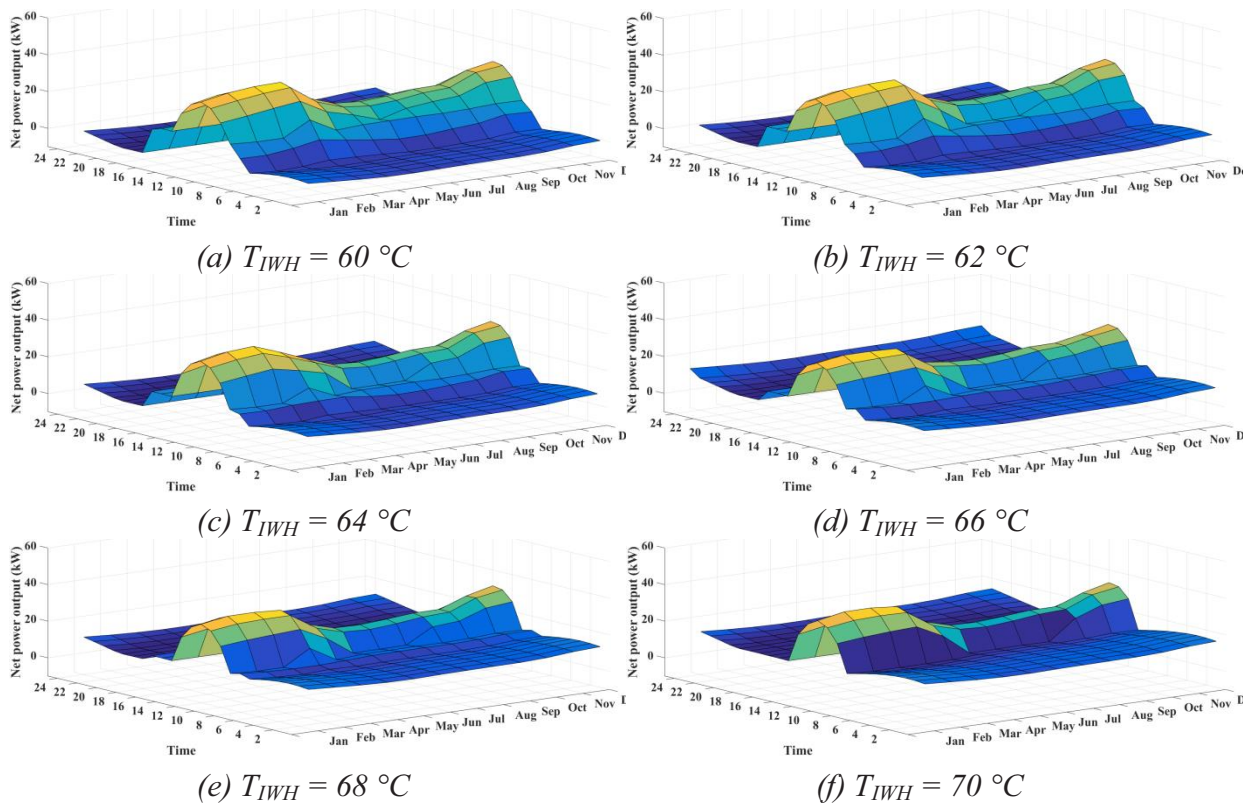 60
40
20
0
Net power output (kW)
24 22 20 18 16 14 12 10 8 6 4 2
Time
Jan Feb Mar Apr May Jun Jul Aug Sep Oct Nov D
(a) T_IWH = 60 °C
60
40
20
0
Net power output (kW)
24 22 20 18 16 14 12 10 8 6 4 2
Time
Jan Feb Mar Apr May Jun Jul Aug Sep Oct Nov De
(b) T_IWH = 62 °C
60
40
20
0
Net power output (kW)
24 22 20 18 16 14 12 10 8 6 4 2
Time
Jan Feb Mar Apr May Jun Jul Aug Sep Oct Nov D
(c) T_IWH = 64 °C
60
40
20
0
Net power output (kW)
24 22 20 18 16 14 12 10 8 6 4 2
Time
Jan Feb Mar Apr May Jun Jul Aug Sep Oct Nov D
(d) T_IWH = 66 °C
60
40
20
0
Net power output (kW)
24 22 20 18 16 14 12 10 8 6 4 2
Time
Jan Feb Mar Apr May Jun Jul Aug Sep Oct Nov D
(e) T_IWH = 68 °C
60
40
20
0
Net power output (kW)
24 22 20 18 16 14 12 10 8 6 4 2
Time
Jan Feb Mar Apr May Jun Jul Aug Sep Oct Nov D
(f) T_IWH = 70 °C